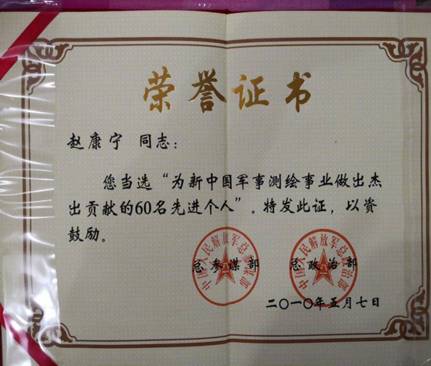 荣誉证书
赵康宁 同志：
您当选“为新中国军事测绘事业做出杰
出贡献的60名先进个人”。特发此证，以资
鼓励。
总参谋部 总政治部
二〇一〇年五月七日